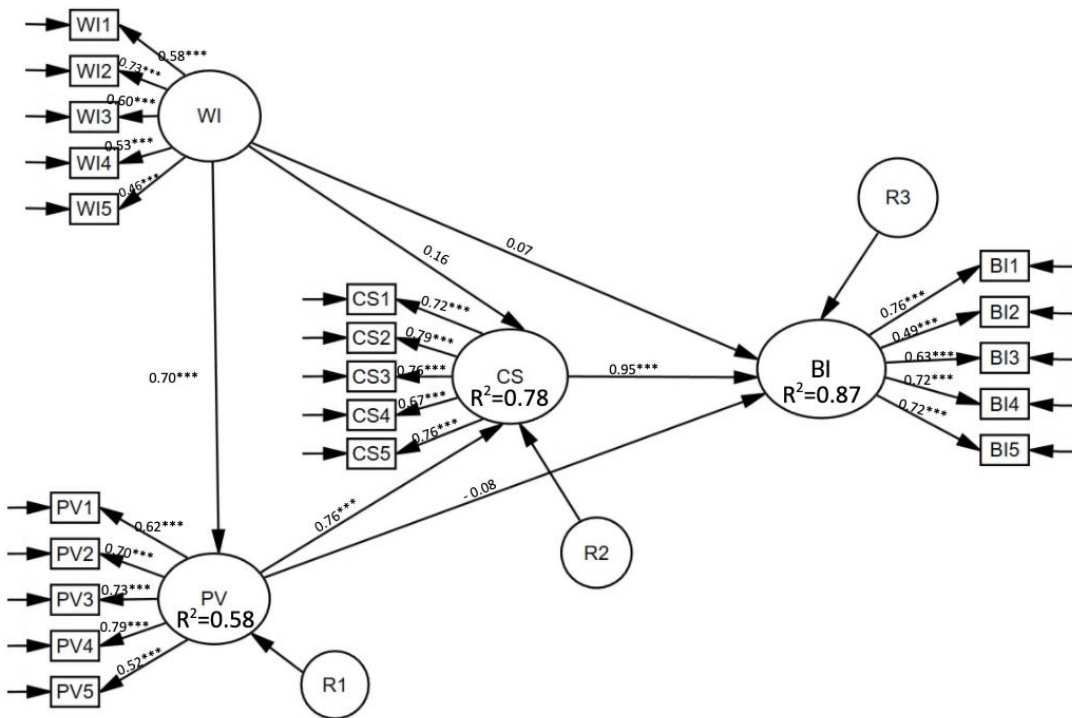 WI1
0.58***
WI2
0.73***
WI3
0.60***
WI4
0.53***
WI5
0.46***
WI
R3
0.07
0.16
BI1
0.76***
BI2
0.49***
BI3
0.63***
BI4
0.72***
BI5
0.72***
BI
R²=0.87
CS1
0.72***
CS2
0.79***
CS3
0.76***
CS4
0.67***
CS5
0.76***
CS
R²=0.78
0.95***
0.70***
- 0.08
0.76***
R2
PV1
0.62***
PV2
0.70***
PV3
0.73***
PV4
0.79***
PV5
0.52***
PV
R²=0.58
R1